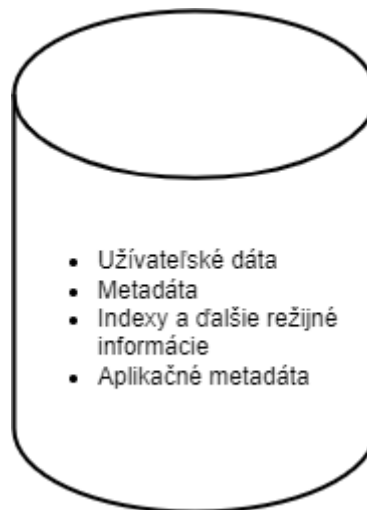 • Užívateľské dáta
• Metadáta
• Indexy a ďalšie režijné
informácie
• Aplikačné metadáta